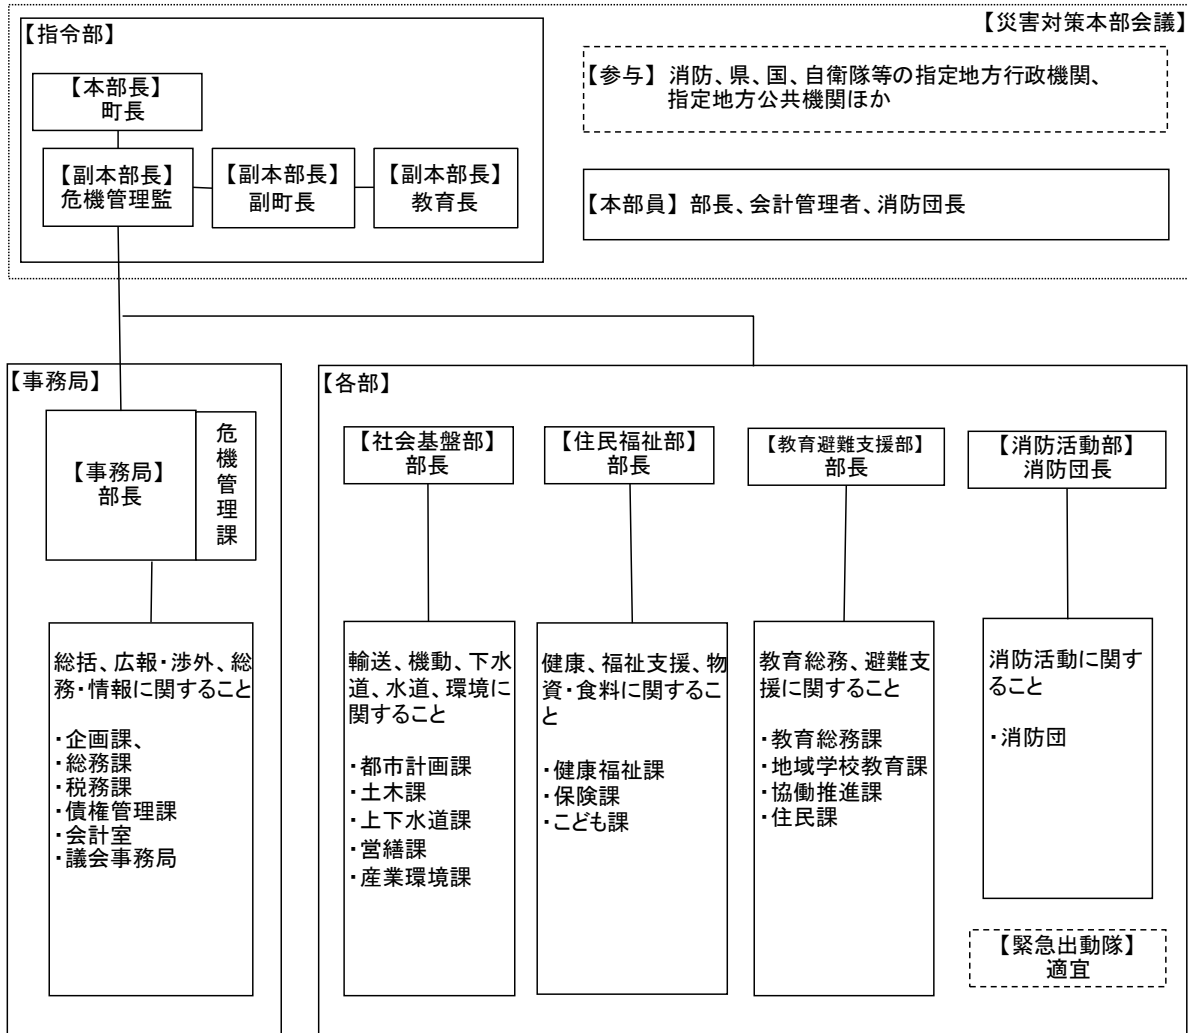 【災害対策本部会議】
【指令部】
【本部長】
町長
【副本部長】
危機管理監
【副本部長】
副町長
【副本部長】
教育長
【参与】 消防、県、国、自衛隊等の指定地方行政機関、
指定地方公共機関ほか
【本部員】 部長、会計管理者、消防団長
【事務局】
【事務局】
部長
危機管理課
総括、広報・渉外、総
務・情報に関すること
・企画課、
・総務課
・税務課
・債権管理課
・会計室
・議会事務局
【各部】
【社会基盤部】
部長
輸送、機動、下水
道、水道、環境に
関すること
・都市計画課
・土木課
・上下水道課
・営繕課
・産業環境課
【住民福祉部】
部長
健康、福祉支援、物
資・食料に関するこ
と
・健康福祉課
・保険課
・こども課
【教育避難支援部】
部長
教育総務、避難支
援に関すること
・教育総務課
・地域学校教育課
・協働推進課
・住民課
【消防活動部】
消防団長
消防活動に関す
ること
・消防団
【緊急出動隊】
適宜